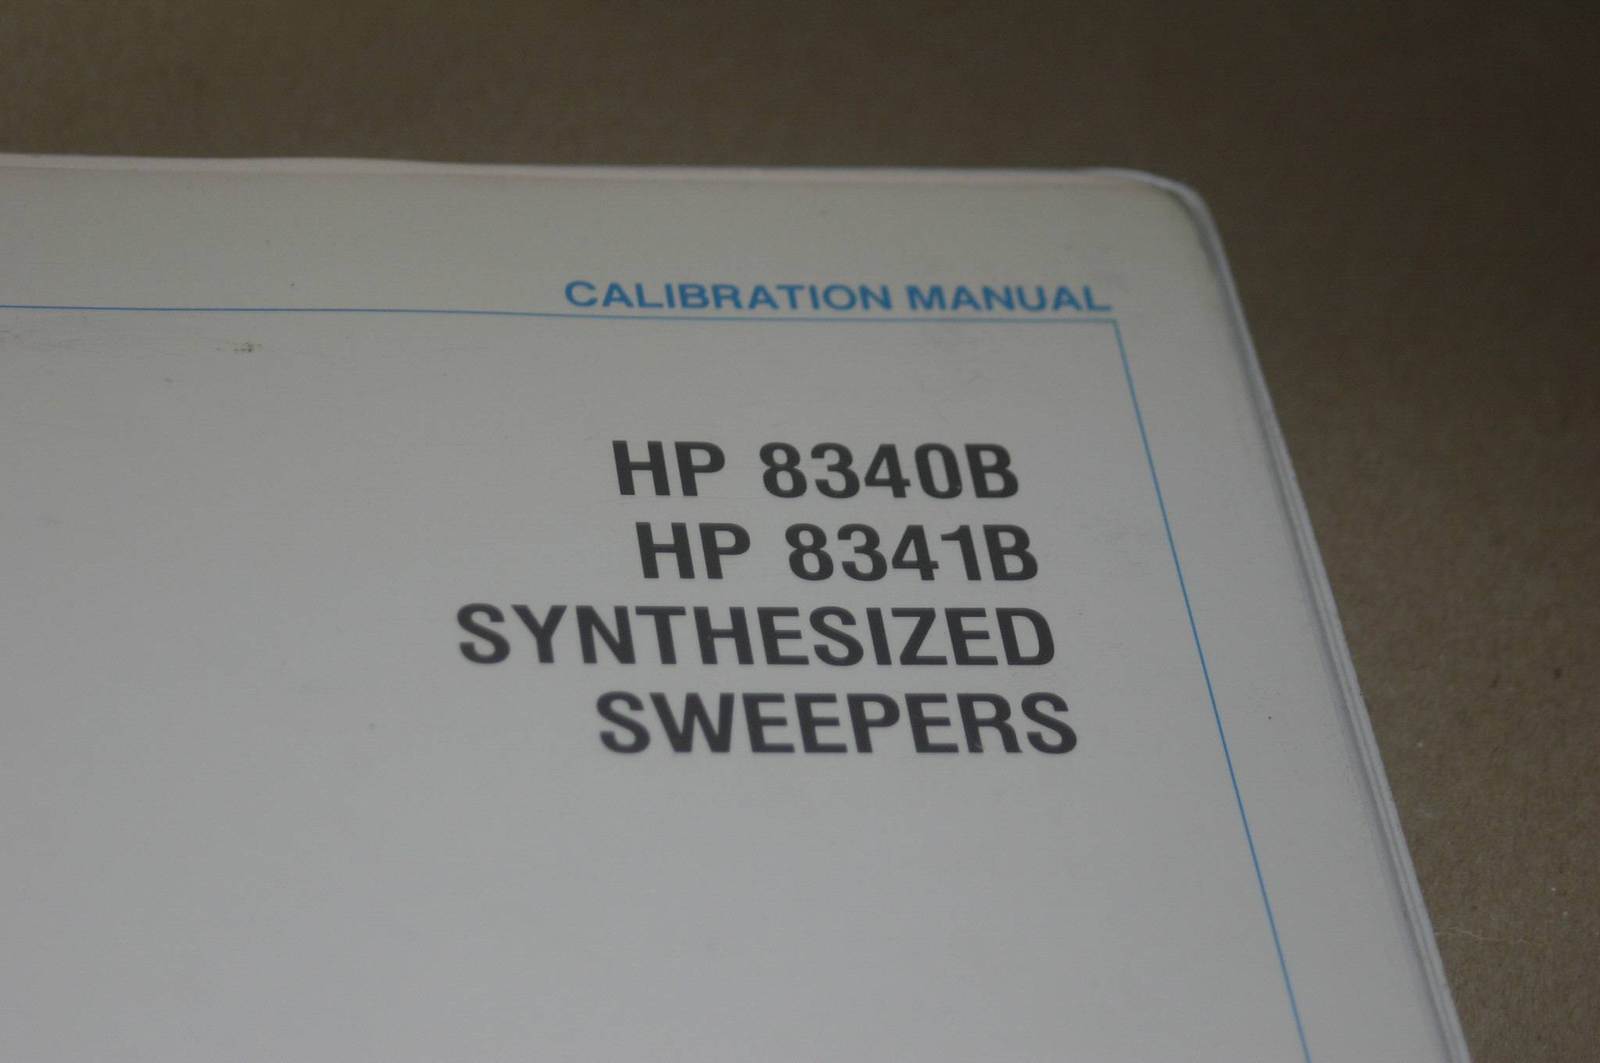 CALIBRATION MANUAL
HP 8340B
HP 8341B
SYNTHESIZED
SWEEPERS